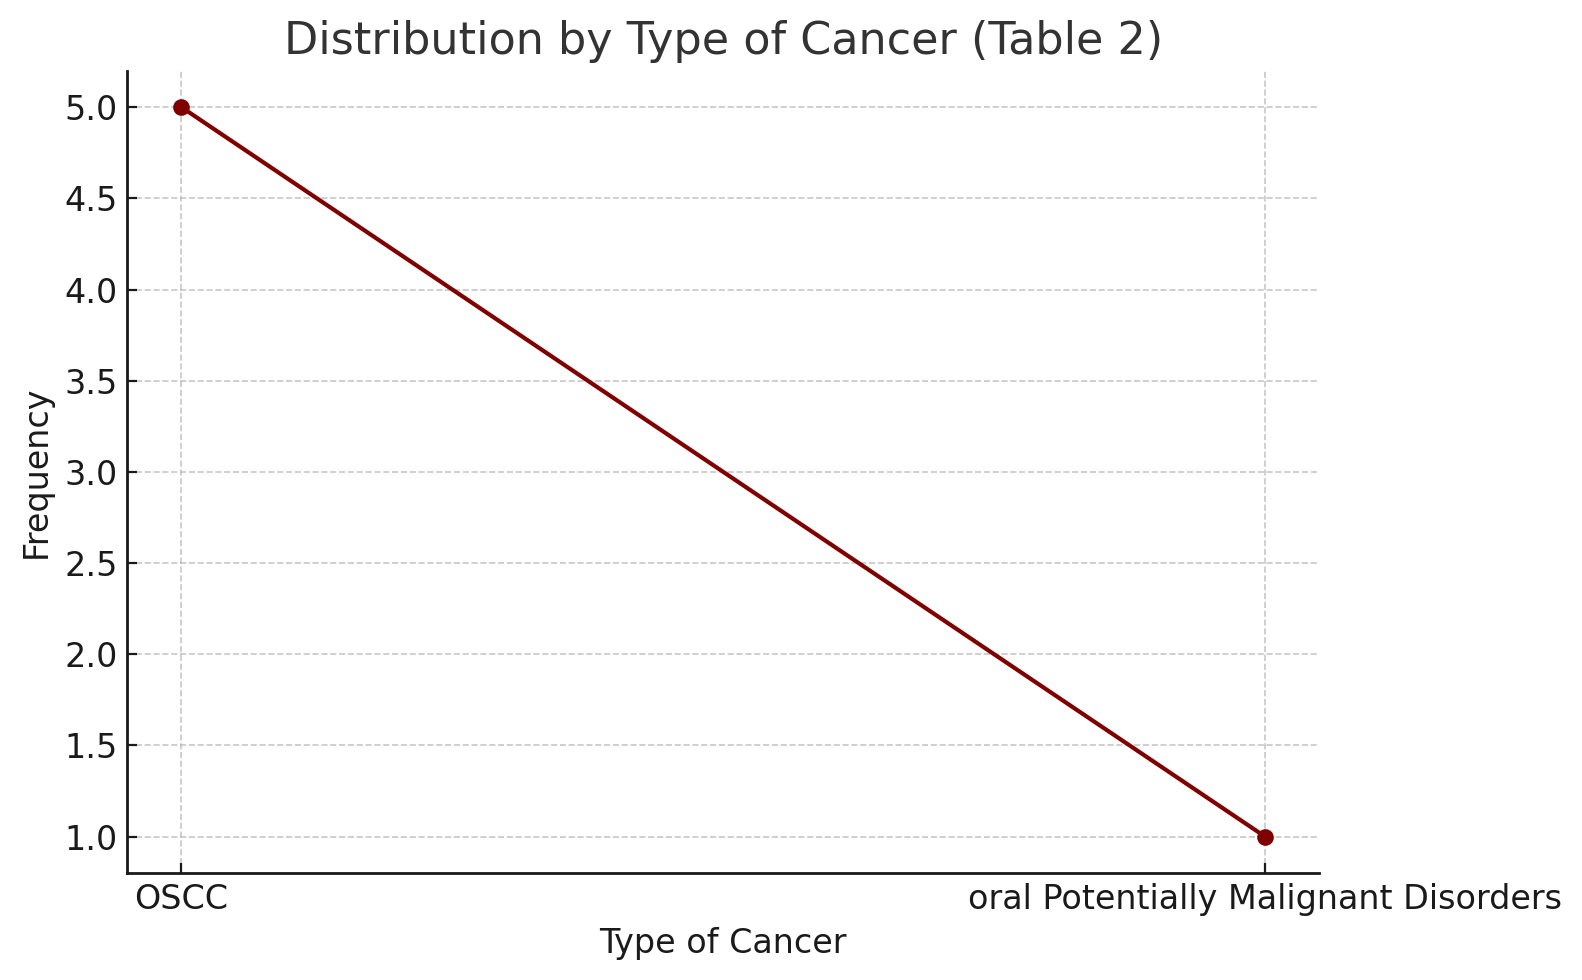 Distribution by Type of Cancer (Table 2)
5.0
4.5
4.0
3.5
3.0
2.5
2.0
1.5
1.0
Frequency
OSCC
oral Potentially Malignant Disorders
Type of Cancer